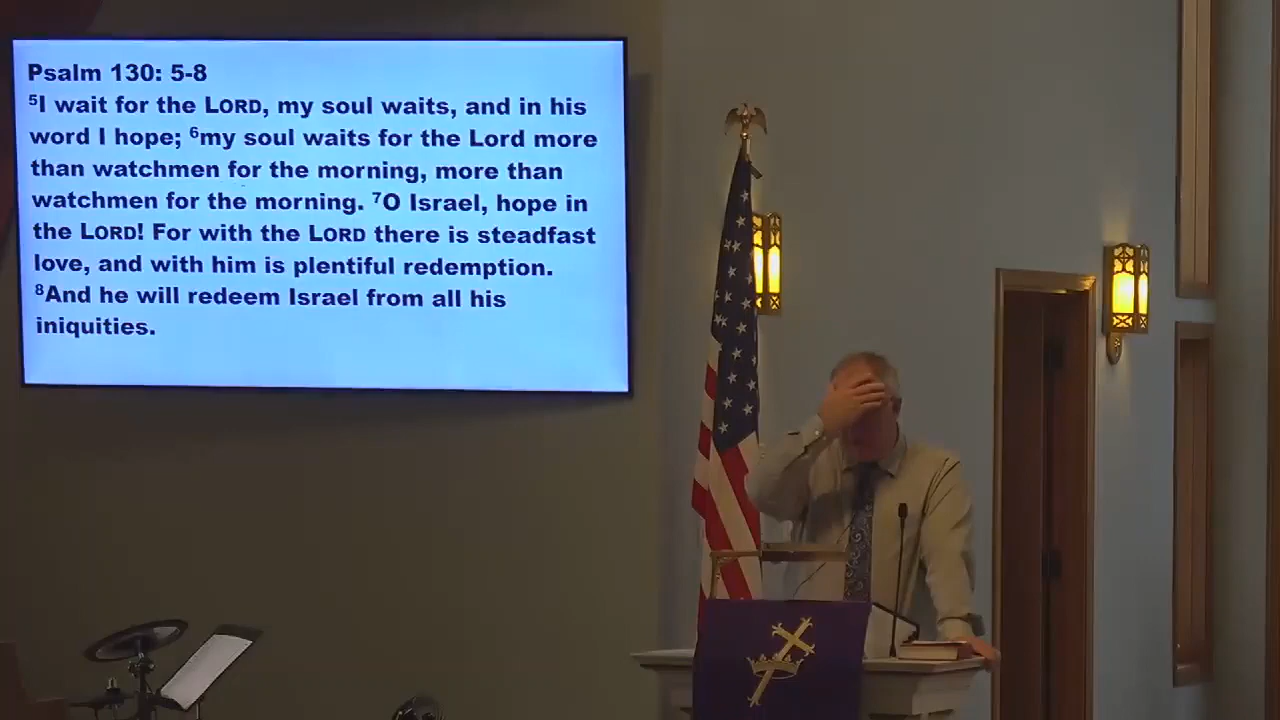 Psalm 130: 5-8
⁵I wait for the LORD, my soul waits, and in his
word I hope; ⁶my soul waits for the Lord more
than watchmen for the morning, more than
watchmen for the morning. ⁷O Israel, hope in
the LORD! For with the LORD there is steadfast
love, and with him is plentiful redemption.
⁸And he will redeem Israel from all his
iniquities.